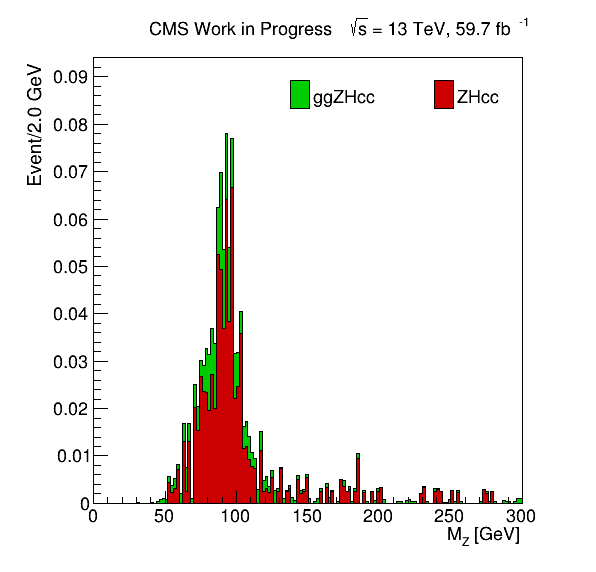 CMS Work in Progress √s = 13 TeV, 59.7 fb -1
Event/2.0 GeV
0.09
0.08
0.07
0.06
0.05
0.04
0.03
0.02
0.01
0
ggZHcc
ZHcc
0 50 100 150 200 250 300
MZ [GeV]